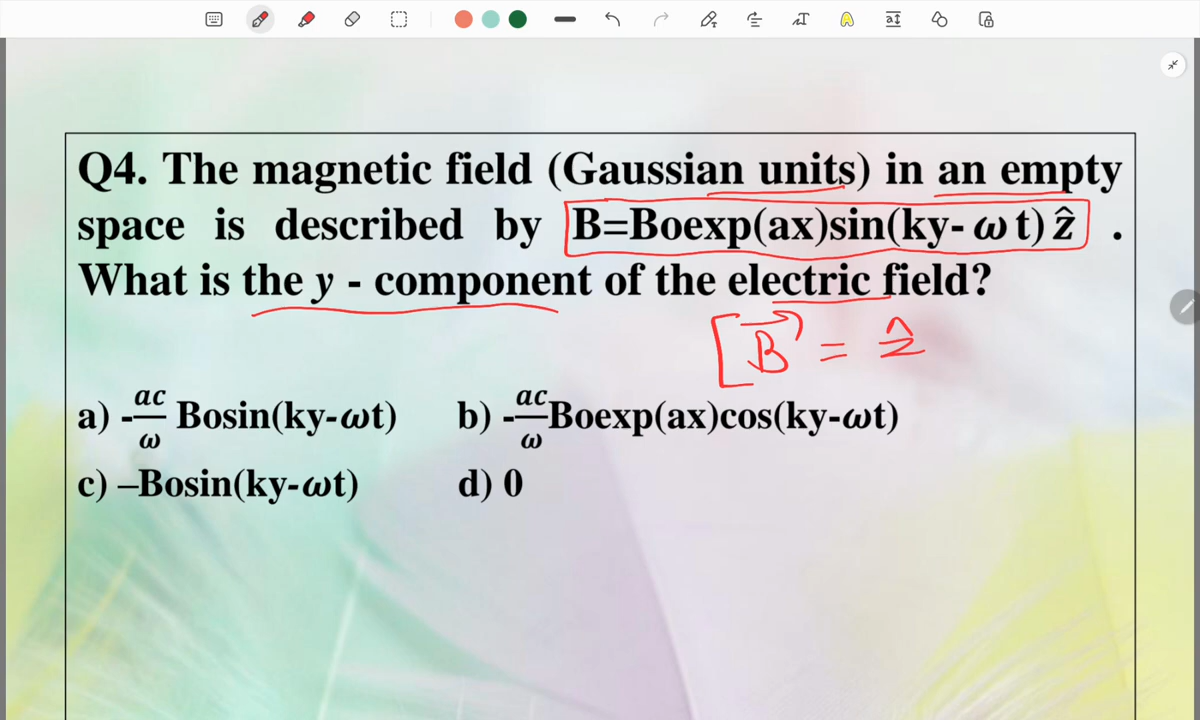 Q4. The magnetic field (Gaussian units) in an empty
space is described by B=Boexp(ax)sin(ky- ω t) ẑ .
What is the y - component of the electric field?
[B⃗ = ẑ
a) -ac/ω Bosin(ky-ωt) b) -ac/ω Boexp(ax)cos(ky-ωt)
c) –Bosin(ky-ωt) d) 0